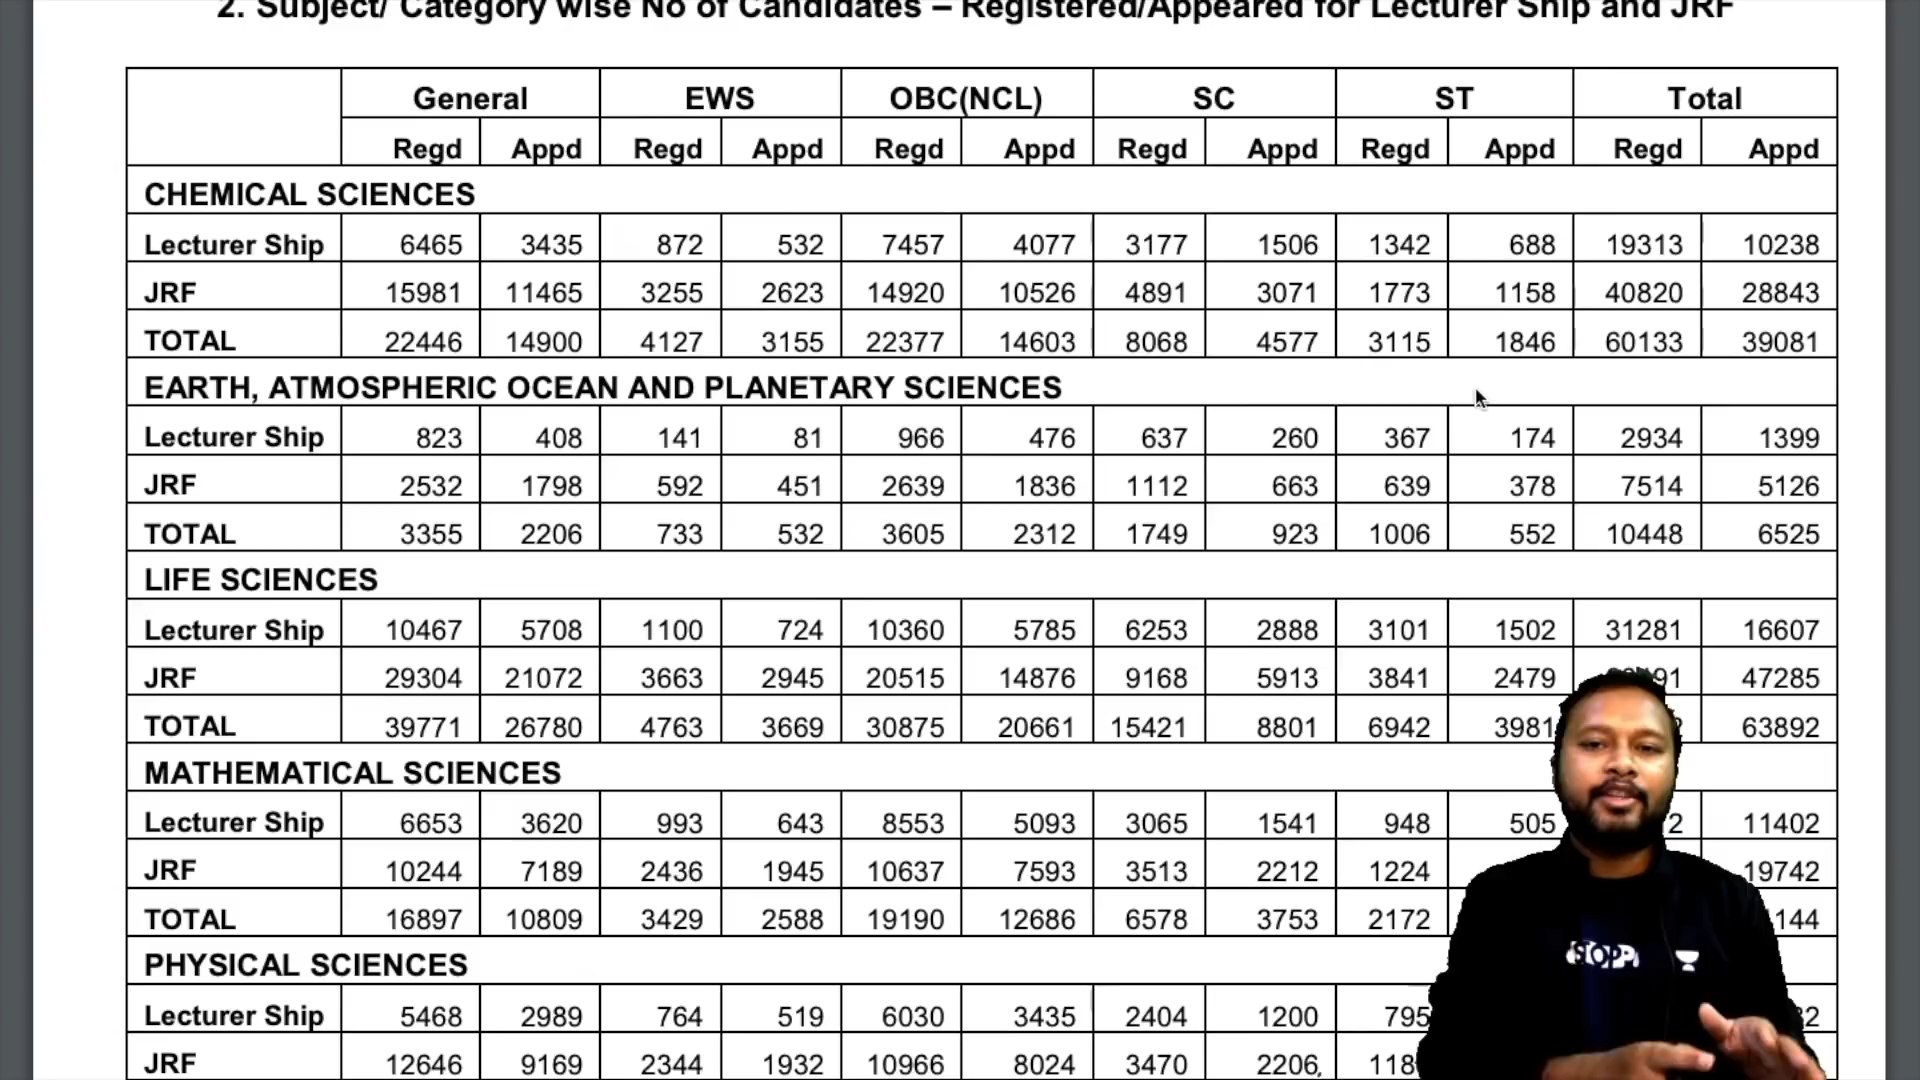 2. Subject/ Category wise No of Candidates – Registered/Appeared for Lecturer Ship and JRF
General EWS OBC(NCL) SC ST Total
Regd Appd Regd Appd Regd Appd Regd Appd Regd Appd Regd Appd
CHEMICAL SCIENCES
Lecturer Ship 6465 3435 872 532 7457 4077 3177 1506 1342 688 19313 10238
JRF 15981 11465 3255 2623 14920 10526 4891 3071 1773 1158 40820 28843
TOTAL 22446 14900 4127 3155 22377 14603 8068 4577 3115 1846 60133 39081
EARTH, ATMOSPHERIC OCEAN AND PLANETARY SCIENCES
Lecturer Ship 823 408 141 81 966 476 637 260 367 174 2934 1399
JRF 2532 1798 592 451 2639 1836 1112 663 639 378 7514 5126
TOTAL 3355 2206 733 532 3605 2312 1749 923 1006 552 10448 6525
LIFE SCIENCES
Lecturer Ship 10467 5708 1100 724 10360 5785 6253 2888 3101 1502 31281 16607
JRF 29304 21072 3663 2945 20515 14876 9168 5913 3841 2479 47285
TOTAL 39771 26780 4763 3669 30875 20661 15421 8801 6942 3981 63892
MATHEMATICAL SCIENCES
Lecturer Ship 6653 3620 993 643 8553 5093 3065 1541 948 505 11402
JRF 10244 7189 2436 1945 10637 7593 3513 2212 1224 19742
TOTAL 16897 10809 3429 2588 19190 12686 6578 3753 2172
PHYSICAL SCIENCES
Lecturer Ship 5468 2989 764 519 6030 3435 2404 1200 795
JRF 12646 9169 2344 1932 10966 8024 3470 2206